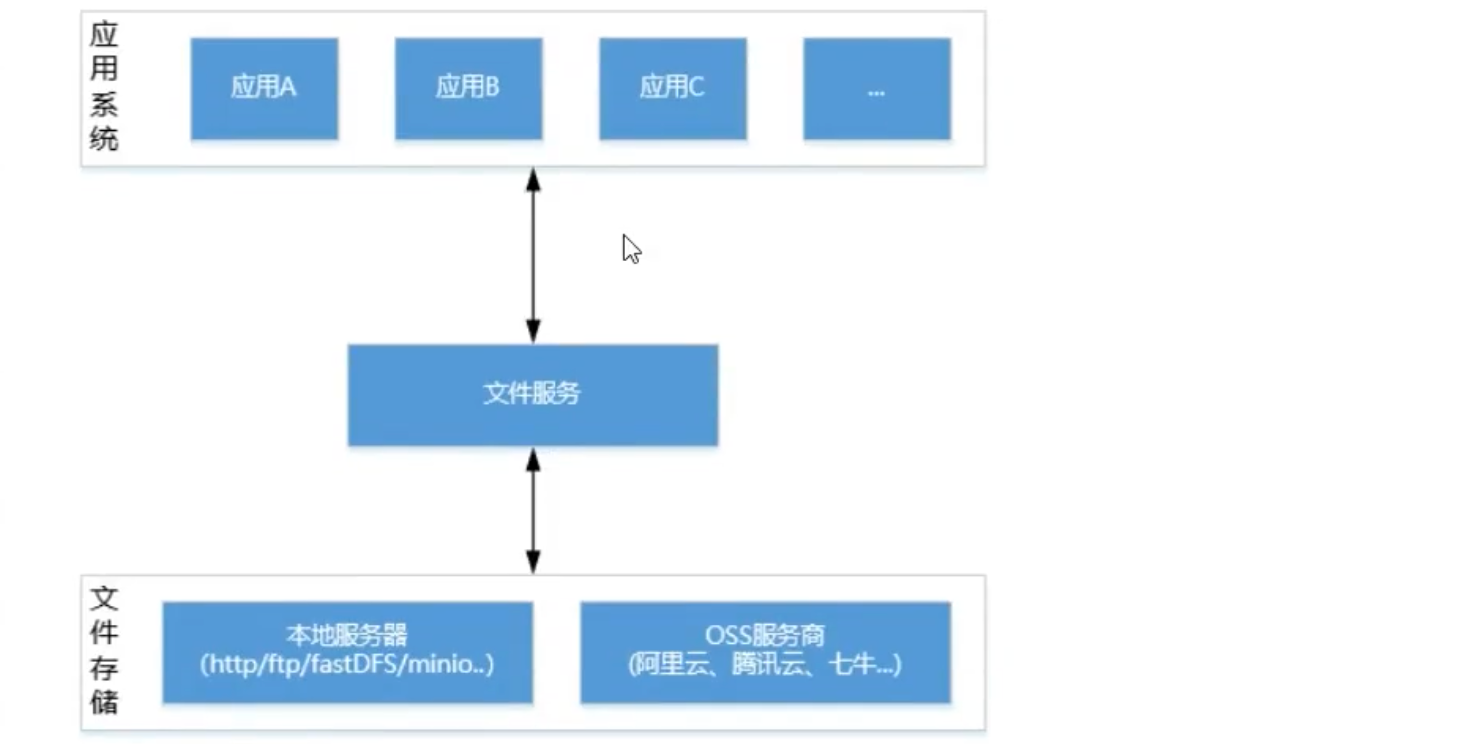 应用系统
应用A
应用B
应用C
...
文件服务
文件存储
本地服务器
(http/ftp/fastDFS/minio..)
OSS服务商
(阿里云、腾讯云、七牛...)